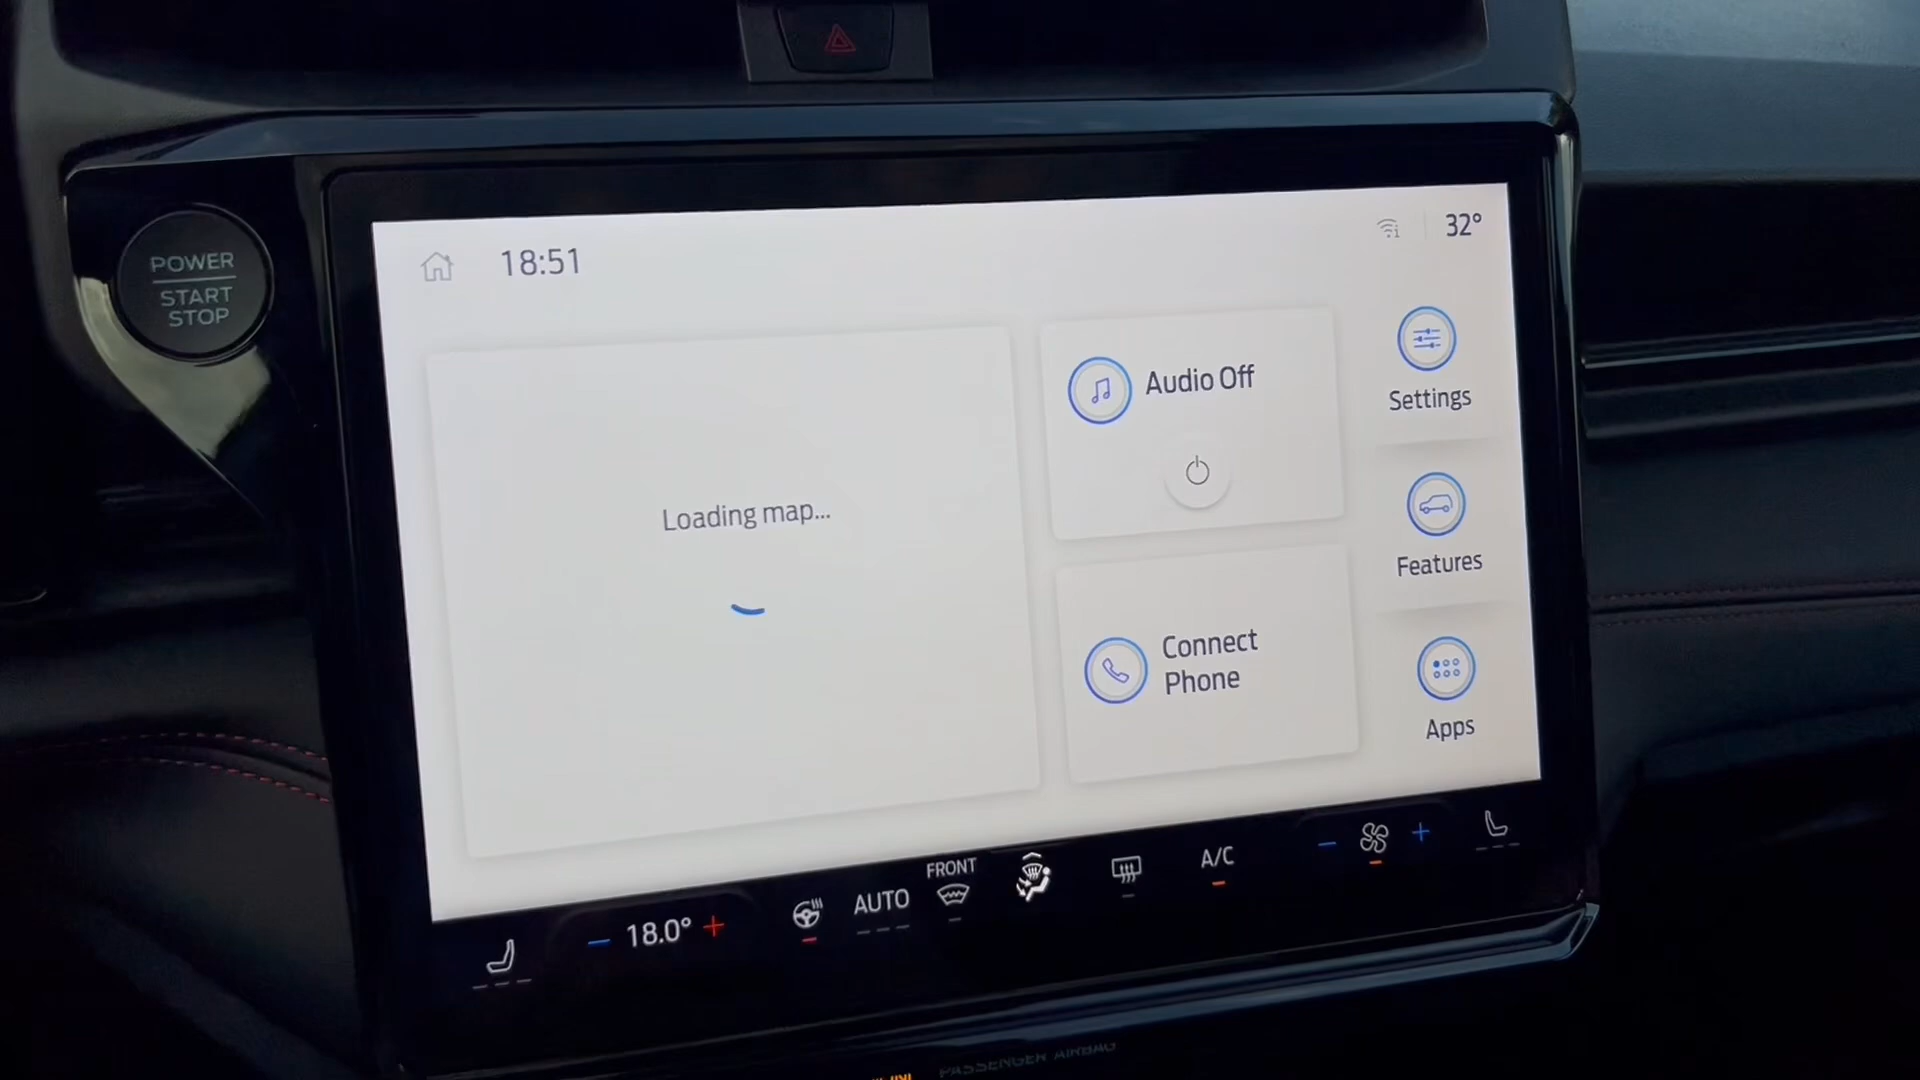 POWER
START
STOP
18:51
32°
Loading map...
Audio Off
Connect
Phone
Settings
Features
Apps
18.0°
AUTO
FRONT
A/C
PASSENGER AIRBAG